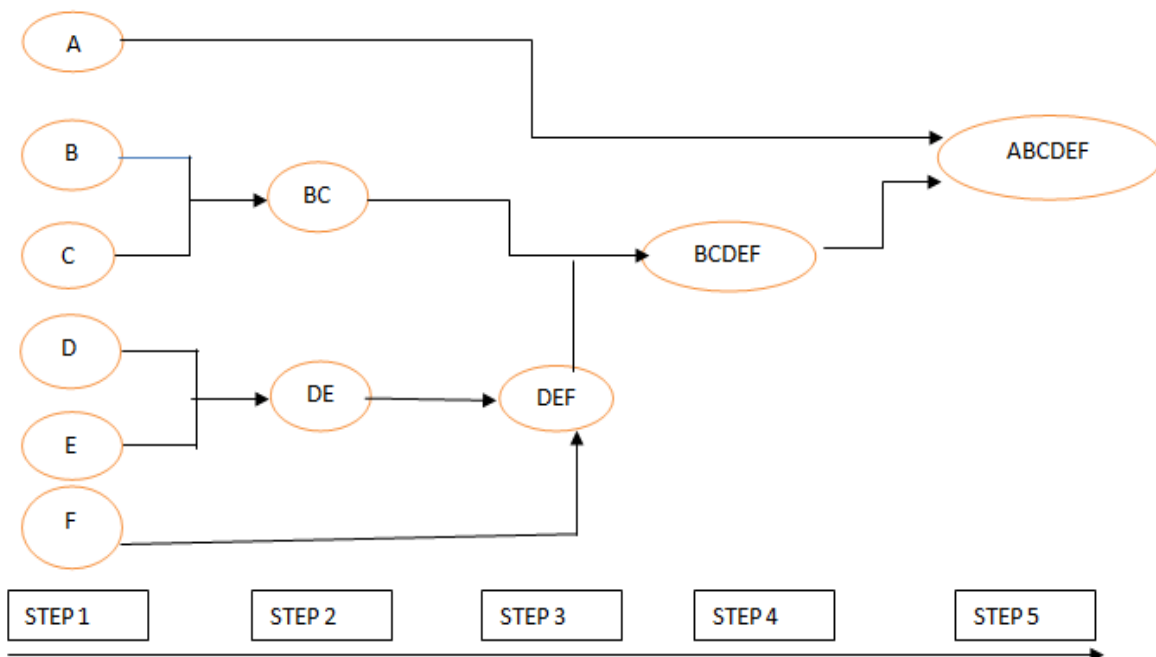 A
B
C
D
E
F
BC
DE
DEF
BCDEF
ABCDEF
STEP 1
STEP 2
STEP 3
STEP 4
STEP 5